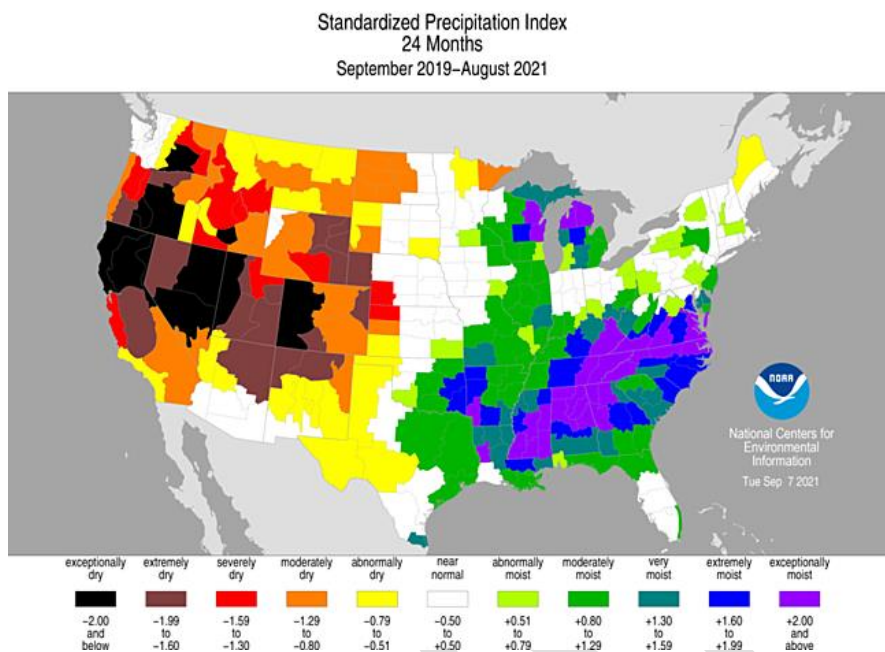 Standardized Precipitation Index
24 Months
September 2019–August 2021
NOAA
National Centers for
Environmental
Information
Tue Sep 7 2021
exceptionally dry
extremely dry
severely dry
moderately dry
abnormally dry
near normal
abnormally moist
moderately moist
very moist
extremely moist
exceptionally moist
−2.00 and below
−1.99 to −1.60
−1.59 to −1.30
−1.29 to −0.80
−0.79 to −0.51
−0.50 to +0.50
+0.51 to +0.79
+0.80 to +1.29
+1.30 to +1.59
+1.60 to +1.99
+2.00 and above